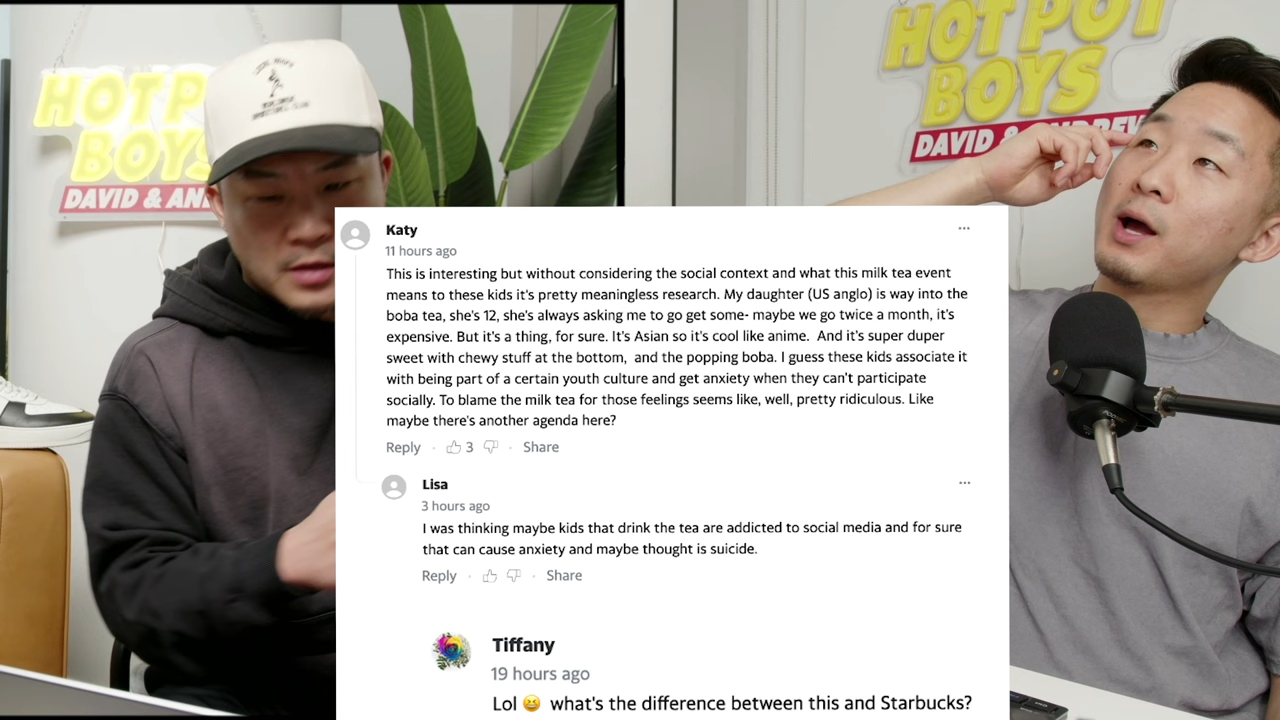 HOT P
BOYS
DAVID & AN
HOT POT
BOYS
DAVID & ANDREW
Katy
11 hours ago
This is interesting but without considering the social context and what this milk tea event
means to these kids it's pretty meaningless research. My daughter (US anglo) is way into the
boba tea, she's 12, she's always asking me to go get some- maybe we go twice a month, it's
expensive. But it's a thing, for sure. It's Asian so it's cool like anime. And it's super duper
sweet with chewy stuff at the bottom, and the popping boba. I guess these kids associate it
with being part of a certain youth culture and get anxiety when they can't participate
socially. To blame the milk tea for those feelings seems like, well, pretty ridiculous. Like
maybe there's another agenda here?
Reply · 3 · Share
Lisa
3 hours ago
I was thinking maybe kids that drink the tea are addicted to social media and for sure
that can cause anxiety and maybe thought is suicide.
Reply · · Share
Tiffany
19 hours ago
Lol 😆 what's the difference between this and Starbucks?